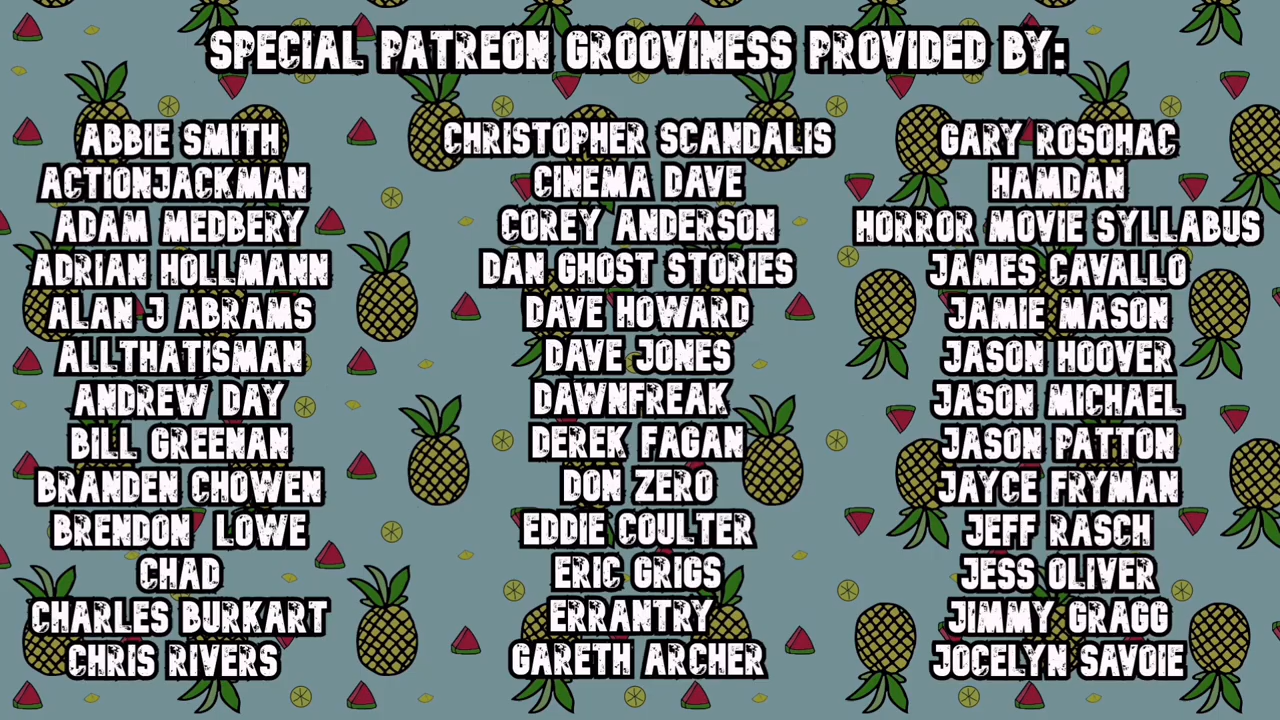 SPECIAL PATREON GROOVINESS PROVIDED BY:
ABBIE SMITH
ACTIONJACKMAN
ADAM MEDBERY
ADRIAN HOLLMANN
ALAN J ABRAMS
ALLTHATISMAN
ANDREW DAY
BILL GREENAN
BRANDEN CHOWEN
BRENDON LOWE
CHAD
CHARLES BURKART
CHRIS RIVERS
CHRISTOPHER SCANDALIS
CINEMA DAVE
COREY ANDERSON
DAN GHOST STORIES
DAVE HOWARD
DAVE JONES
DAWNFREAK
DEREK FAGAN
DON ZERO
EDDIE COULTER
ERIC GRIGS
ERRANTRY
GARETH ARCHER
GARY ROSOHAC
HAMDAN
HORROR MOVIE SYLLABUS
JAMES CAVALLO
JAMIE MASON
JASON HOOVER
JASON MICHAEL
JASON PATTON
JAYCE FRYMAN
JEFF RASCH
JESS OLIVER
JIMMY GRAGG
JOCELYN SAVOIE